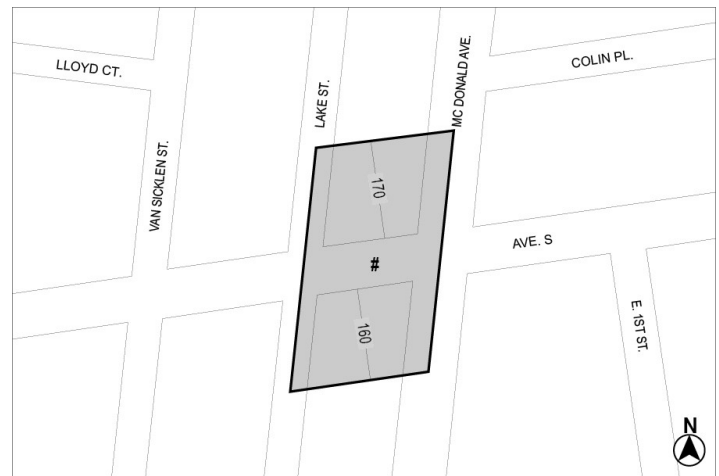 LLOYD CT.
VAN SICKLEN ST.
LAKE ST.
MC DONALD AVE.
COLIN PL.
170
#
AVE. S
160
E. 1ST ST.
N